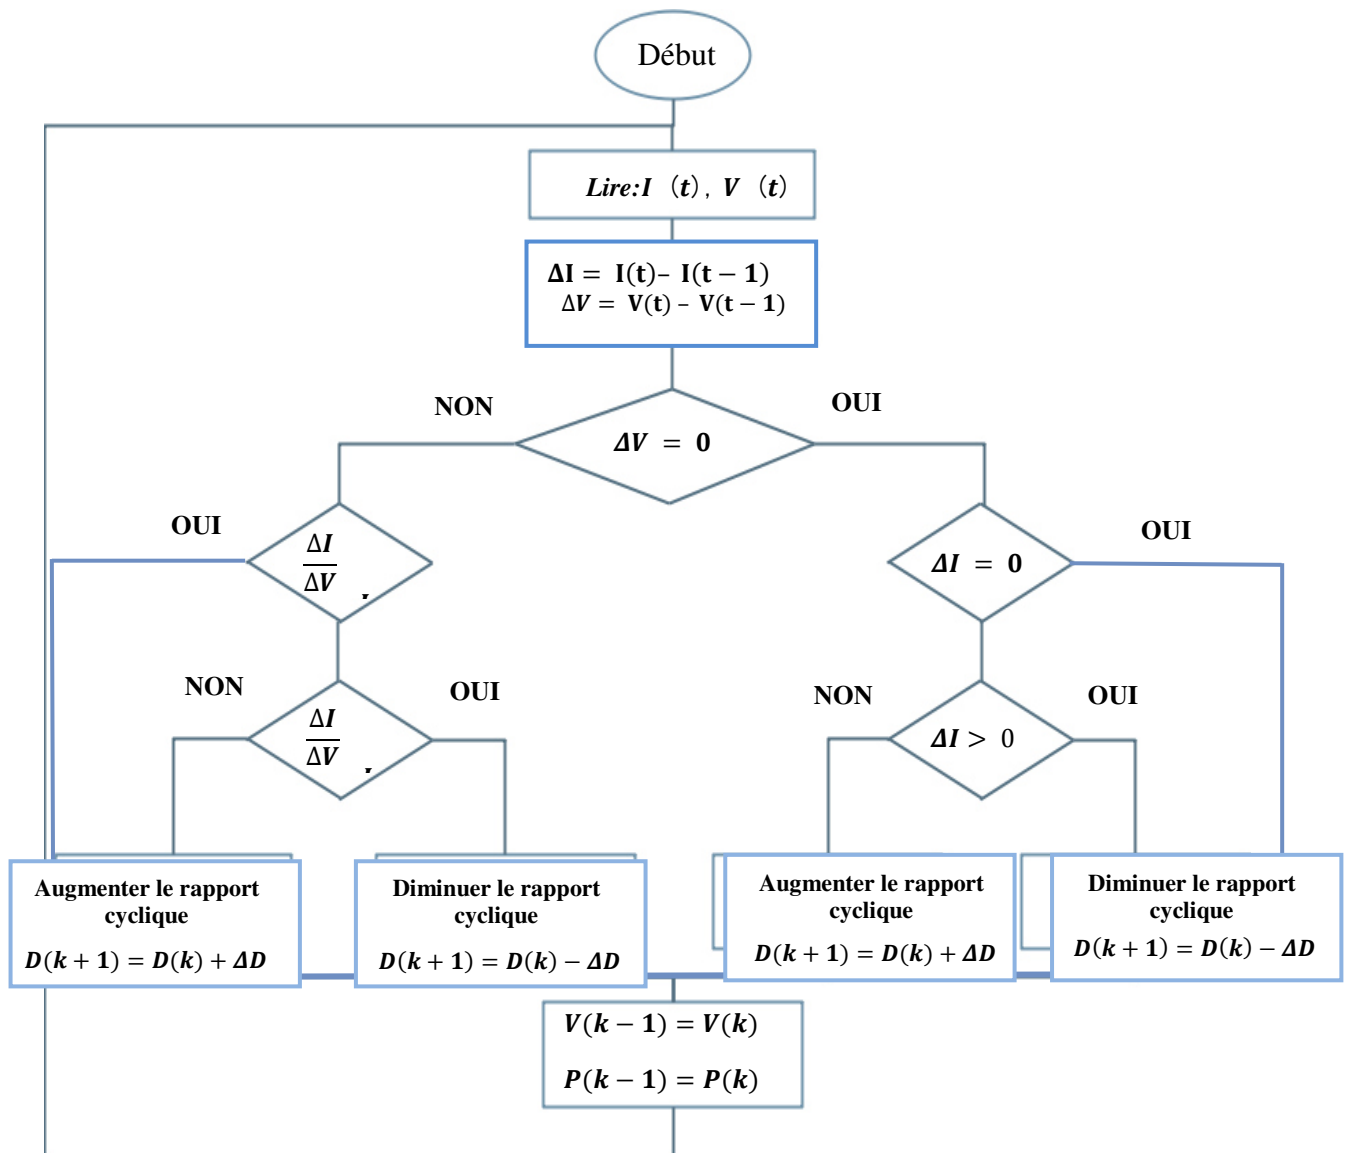 Début
Lire:I (t), V (t)
ΔI = I(t)– I(t − 1)
ΔV = V(t) – V(t − 1)
NON
OUI
ΔV = 0
OUI
ΔI
ΔV
ΔI = 0
OUI
NON
OUI
ΔI
ΔV
NON
OUI
ΔI > 0
Augmenter le rapport
cyclique
D(k + 1) = D(k) + ΔD
Diminuer le rapport
cyclique
D(k + 1) = D(k) − ΔD
Augmenter le rapport
cyclique
D(k + 1) = D(k) + ΔD
Diminuer le rapport
cyclique
D(k + 1) = D(k) − ΔD
V(k − 1) = V(k)
P(k − 1) = P(k)